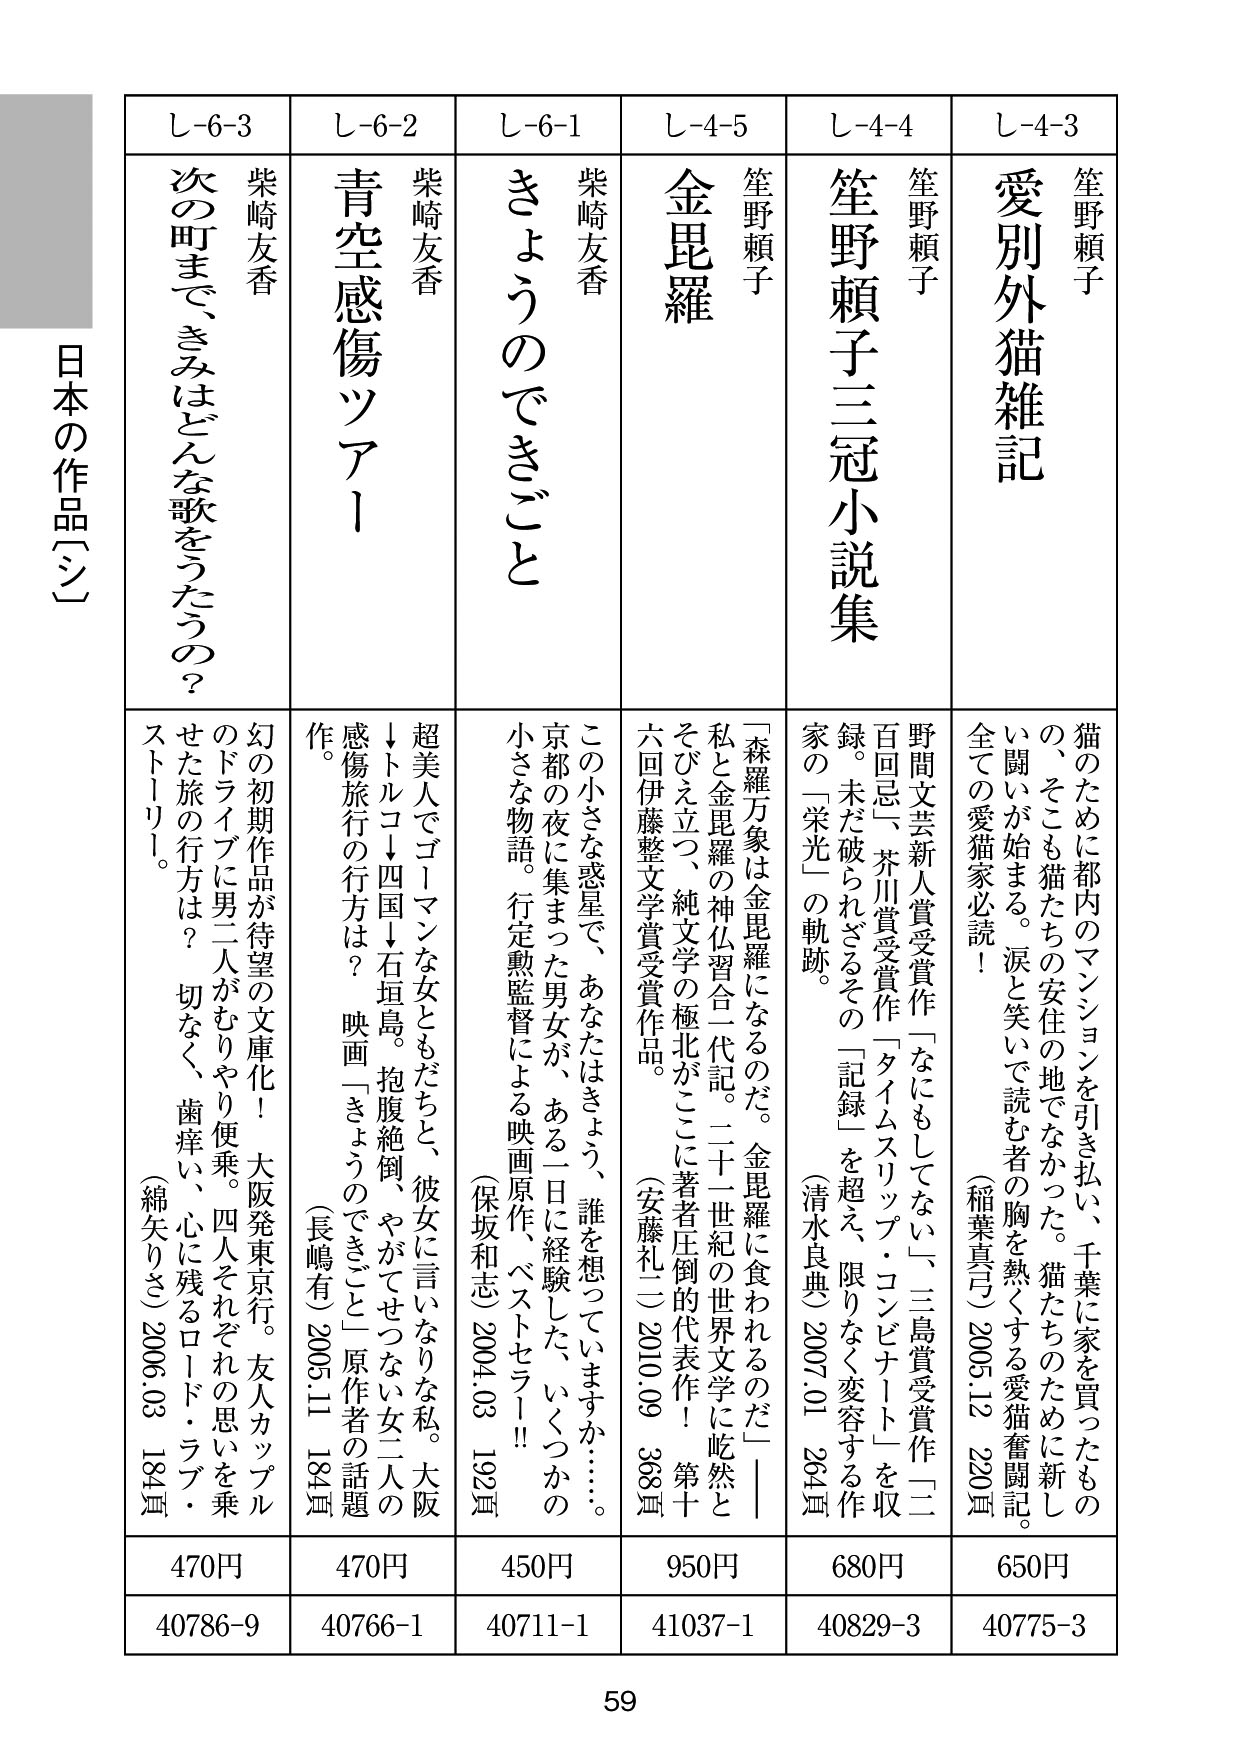 し-4-3
笙野頼子
愛別外猫雑記
猫のために都内のマンションを引き払い、千葉に家を買ったもの
の、そこも猫たちの安住の地でなかった。猫たちのために新し
い闘いが始まる。涙と笑いで読む者の胸を熱くする愛猫奮闘記。
全ての愛猫家必読！
（稲葉真弓）2005.12 220頁
650円
40775-3
し-4-4
笙野頼子
笙野頼子三冠小説集
野間文芸新人賞受賞作「なにもしてない」、三島賞受賞作「二
百回忌」、芥川賞受賞作「タイムスリップ・コンビナート」を収
録。未だ破られざるその「記録」を超え、限りなく変容する作
家の「栄光」の軌跡。
（清水良典）2007.01 264頁
680円
40829-3
し-4-5
笙野頼子
金毘羅
「森羅万象は金毘羅になるのだ。金毘羅に食われるのだ」――
私と金毘羅の神仏習合一代記。二十一世紀の世界文学に屹然と
そびえ立つ、純文学の極北がここに著者圧倒的代表作！ 第十
六回伊藤整文学賞受賞作品。
（安藤礼二）2010.09 368頁
950円
41037-1
し-6-1
柴崎友香
きょうのできごと
この小さな惑星で、あなたはきょう、誰を想っていますか……。
京都の夜に集まった男女が、ある一日に経験した、いくつかの
小さな物語。行定勲監督による映画原作、ベストセラー!!
（保坂和志）2004.03 192頁
450円
40711-1
し-6-2
柴崎友香
青空感傷ツアー
超美人でゴーマンな女ともだちと、彼女に言いなりな私。大阪
→トルコ→四国→石垣島。抱腹絶倒、やがてせつない女二人の
感傷旅行の行方は？ 映画「きょうのできごと」原作者の話題
作。
（長嶋有）2005.11 184頁
470円
40766-1
し-6-3
柴崎友香
次の町まで、きみはどんな歌をうたうの？
幻の初期作品が待望の文庫化！ 大阪発東京行。友人カップル
のドライブに男二人がむりやり便乗。四人それぞれの思いを乗
せた旅の行方は？ 切なく、歯痒い、心に残るロード・ラブ・
ストーリー。
（綿矢りさ）2006.03 184頁
470円
40786-9
日本の作品〔シ〕
59